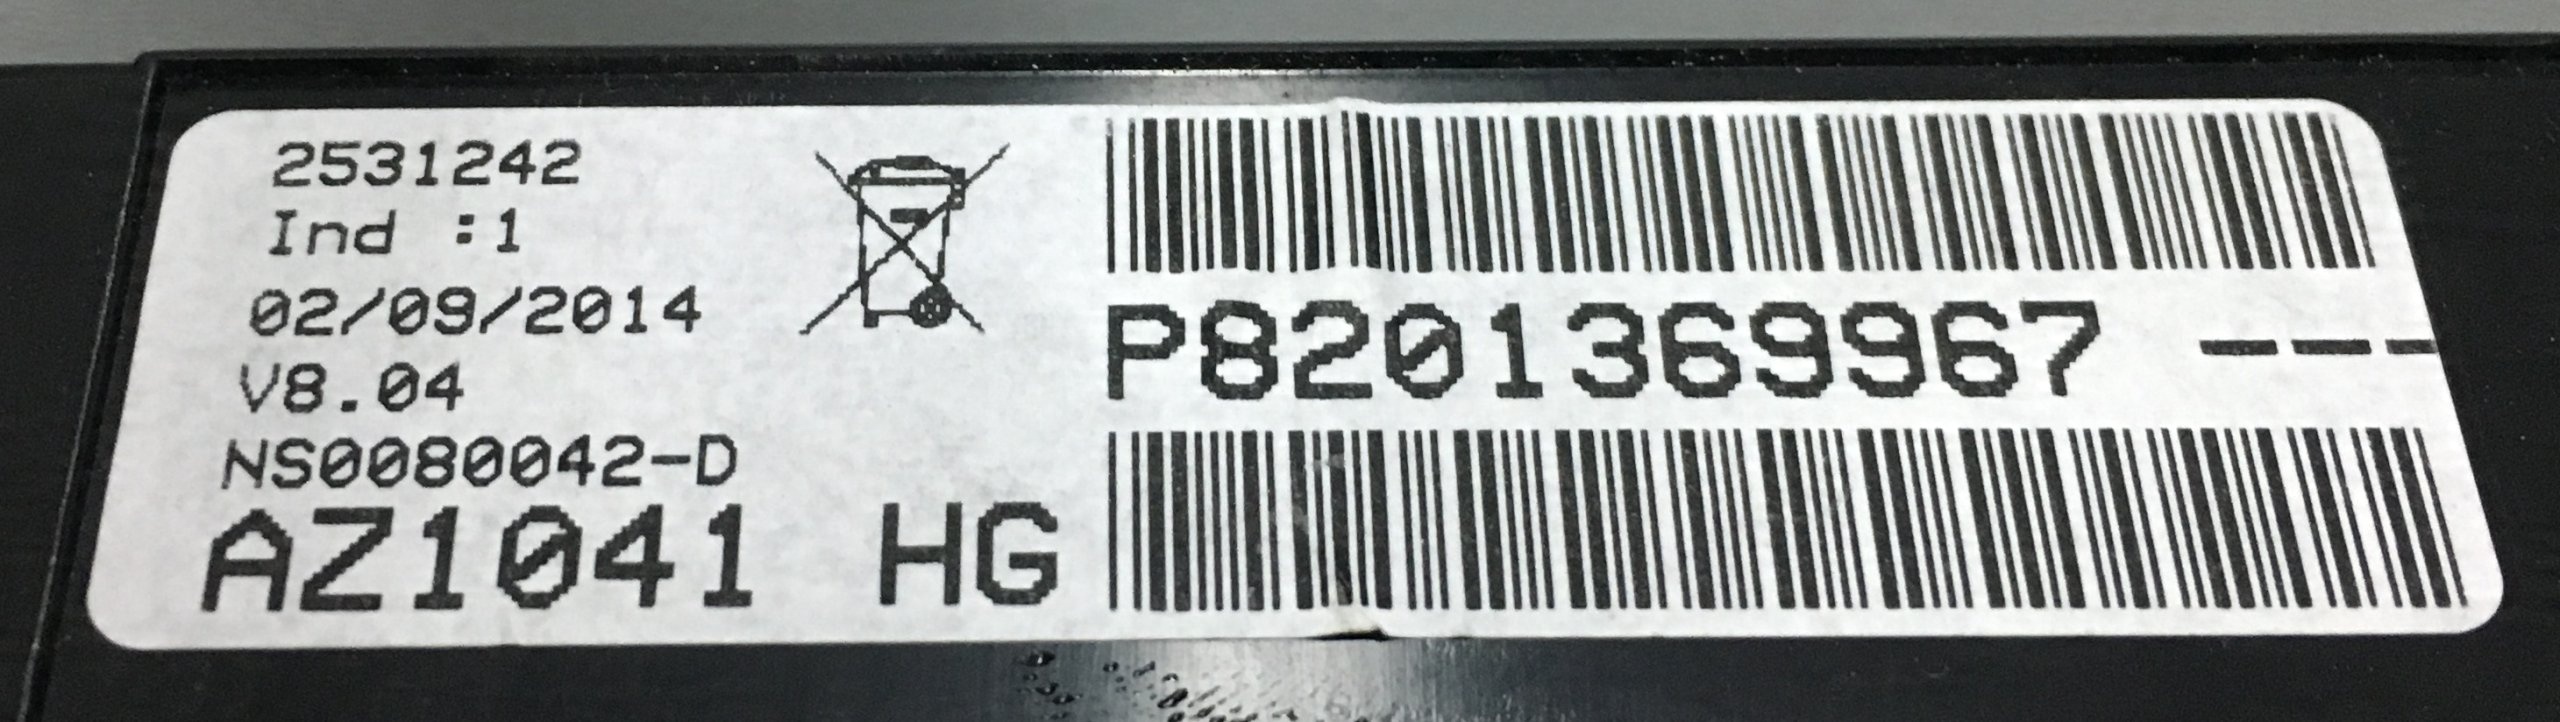 2531242
Ind :1
02/09/2014
V8.04
NS0080042-D
AZ1041 HG
P8201369967 ---